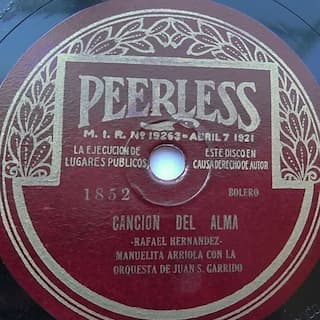 PEERLESS
M. I. R. Nº 19263-ABRIL 7 1921
LA EJECUCION DE ESTE DISCO EN
LUGARES PUBLICOS CAUSA DERECHO DE AUTOR
1852 BOLERO
CANCION DEL ALMA
-RAFAEL HERNANDEZ-
MANUELITA ARRIOLA CON LA
ORQUESTA DE JUAN S. GARRIDO